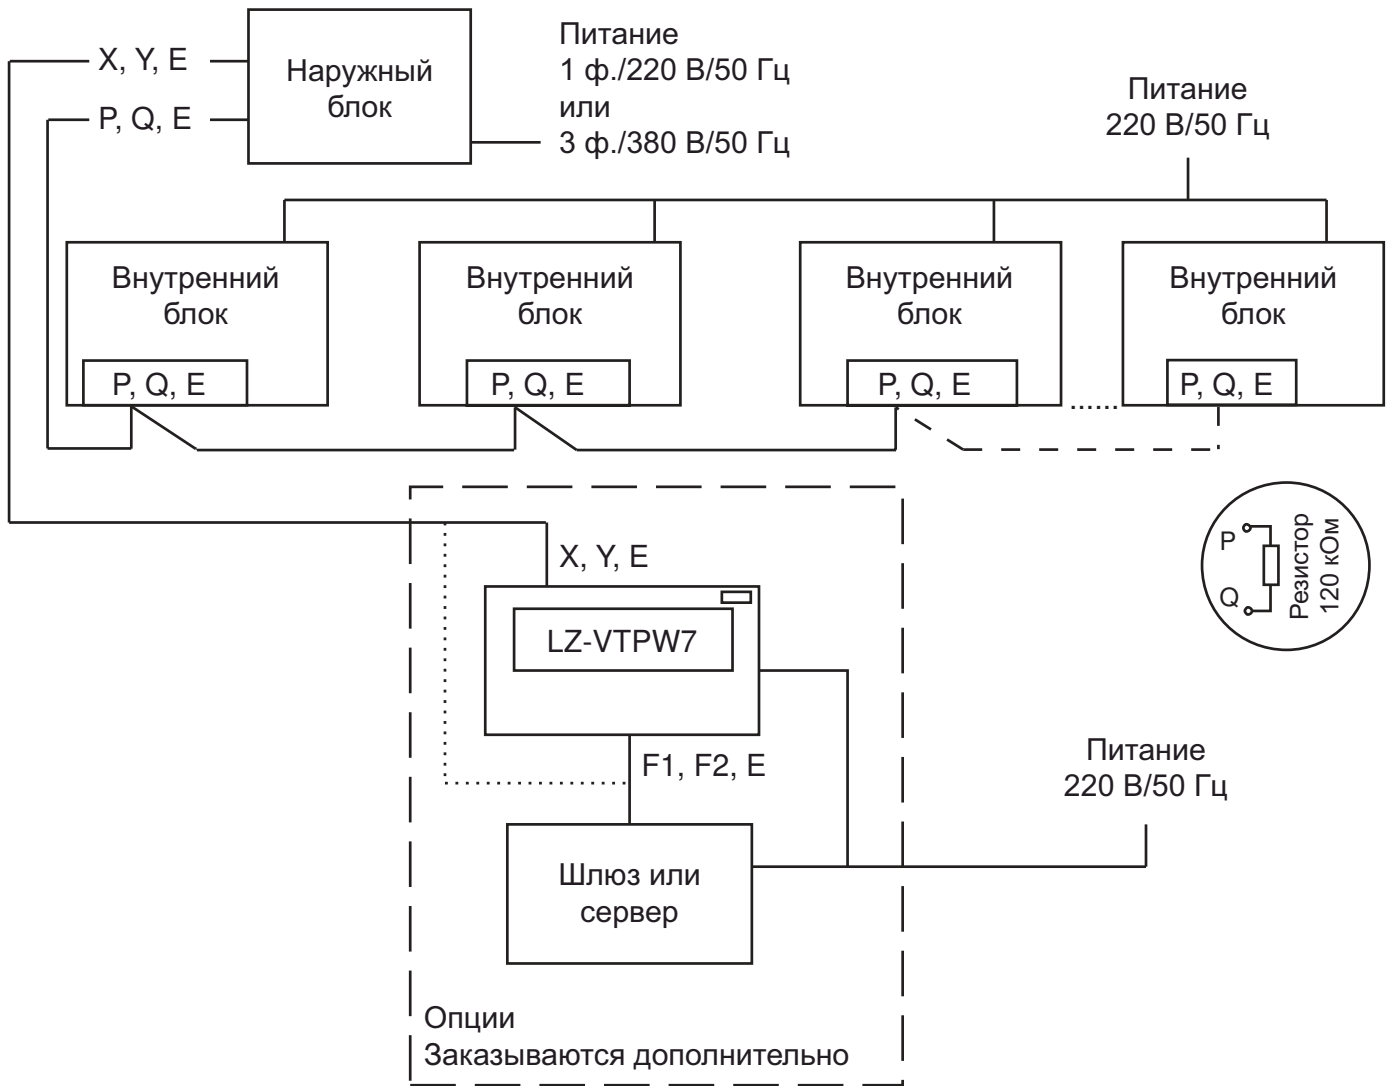 X, Y, E
P, Q, E
Наружный
блок
Питание
1 ф./220 В/50 Гц
или
3 ф./380 В/50 Гц
Питание
220 В/50 Гц
Внутренний
блок
P, Q, E
Внутренний
блок
P, Q, E
Внутренний
блок
P, Q, E
......
Внутренний
блок
P, Q, E
P
Q
Резистор
120 кОм
X, Y, E
LZ-VTPW7
F1, F2, E
Шлюз или
сервер
Питание
220 В/50 Гц
Опции
Заказываются дополнительно